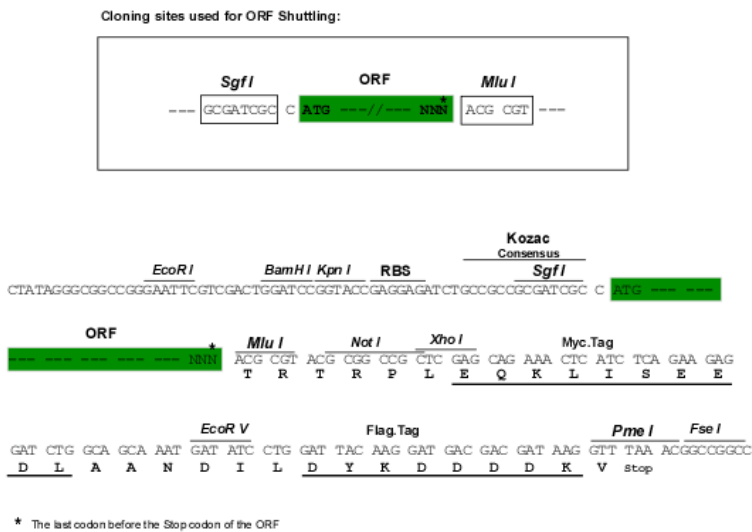 Cloning sites used for ORF Shuttling:
Sgf I ORF Mlu I
--- GCGATCGC C ATG ---//--- NNN* ACG CGT ---
Kozac
Consensus
EcoR I BamH I Kpn I RBS Sgf I
CTATAGGGCGGCCGGGAATTCGTCGACTGGATCCGGTACCGAGGAGATCTGCCGCCGCGATCGC C ATG --- ---
ORF Mlu I Not I Xho I Myc.Tag
--- --- --- --- --- --- NNN* ACG CGT ACG CGG CCG CTC GAG CAG AAA CTC ATC TCA GAA GAG
T R T R P L E Q K L I S E E
EcoR V Flag.Tag Pme I Fse I
GAT CTG GCA GCA AAT GAT ATC CTG GAT TAC AAG GAT GAC GAC GAT AAG GTT TAA ACGGCCGGCC
D L A A N D I L D Y K D D D D K V Stop
* The last codon before the Stop codon of the ORF